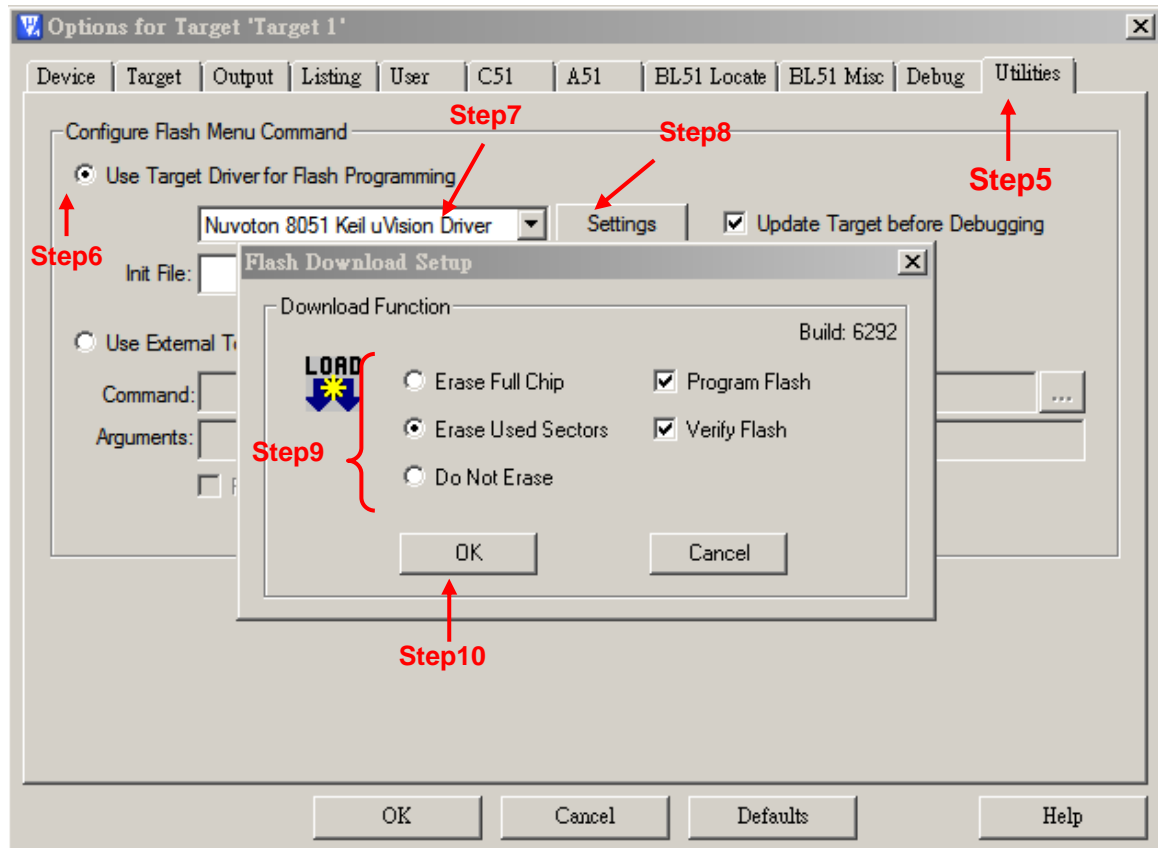 Options for Target 'Target 1'
Device Target Output Listing User C51 A51 BL51 Locate BL51 Misc Debug Utilities
Configure Flash Menu Command
Step7
Step8
Step5
Use Target Driver for Flash Programming
Step6
Nuvoton 8051 Keil uVision Driver
Settings
Update Target before Debugging
Init File:
Flash Download Setup
Download Function
Build: 6292
Use External
Command:
...
Arguments:
LOAD
Erase Full Chip
Program Flash
Step9
Erase Used Sectors
Verify Flash
Do Not Erase
OK
Cancel
Step10
OK
Cancel
Defaults
Help